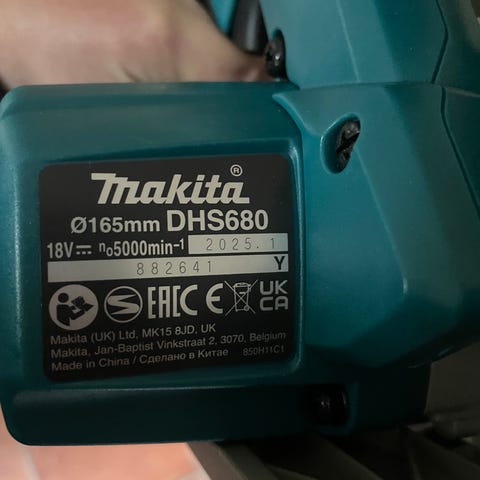 Makita®
Ø165mm DHS680
18V⎓ n₀5000min⁻¹ 2025.1
882641 Y
EAC CE UK CA
Makita (UK) Ltd, MK15 8JD, UK
Makita, Jan-Baptist Vinkstraat 2, 3070, Belgium
Made in China / Сделано в Китае 850H11C1